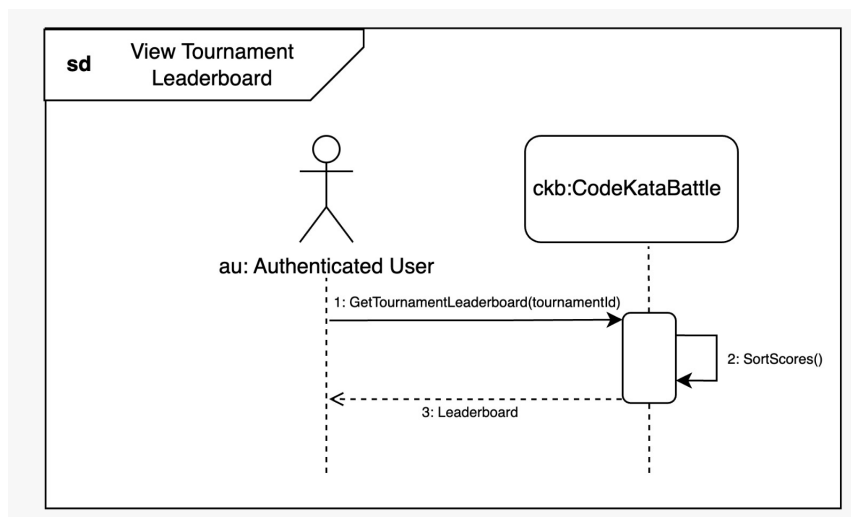 sd
View Tournament
Leaderboard
ckb:CodeKataBattle
au: Authenticated User
1: GetTournamentLeaderboard(tournamentId)
2: SortScores()
3: Leaderboard